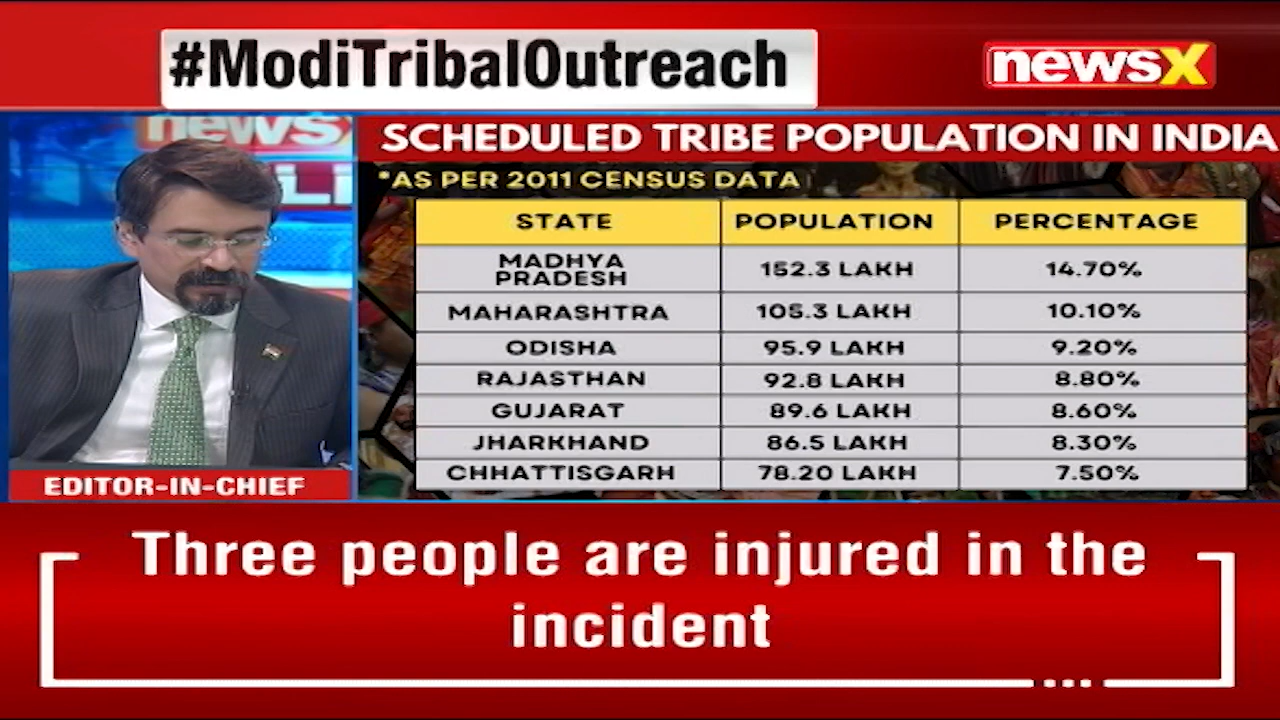 #ModiTribalOutreach
newsX
newsX
LI
SCHEDULED TRIBE POPULATION IN INDIA
*AS PER 2011 CENSUS DATA
STATE POPULATION PERCENTAGE
MADHYA
PRADESH 152.3 LAKH 14.70%
MAHARASHTRA 105.3 LAKH 10.10%
ODISHA 95.9 LAKH 9.20%
RAJASTHAN 92.8 LAKH 8.80%
GUJARAT 89.6 LAKH 8.60%
JHARKHAND 86.5 LAKH 8.30%
CHHATTISGARH 78.20 LAKH 7.50%
EDITOR-IN-CHIEF
Three people are injured in the
incident